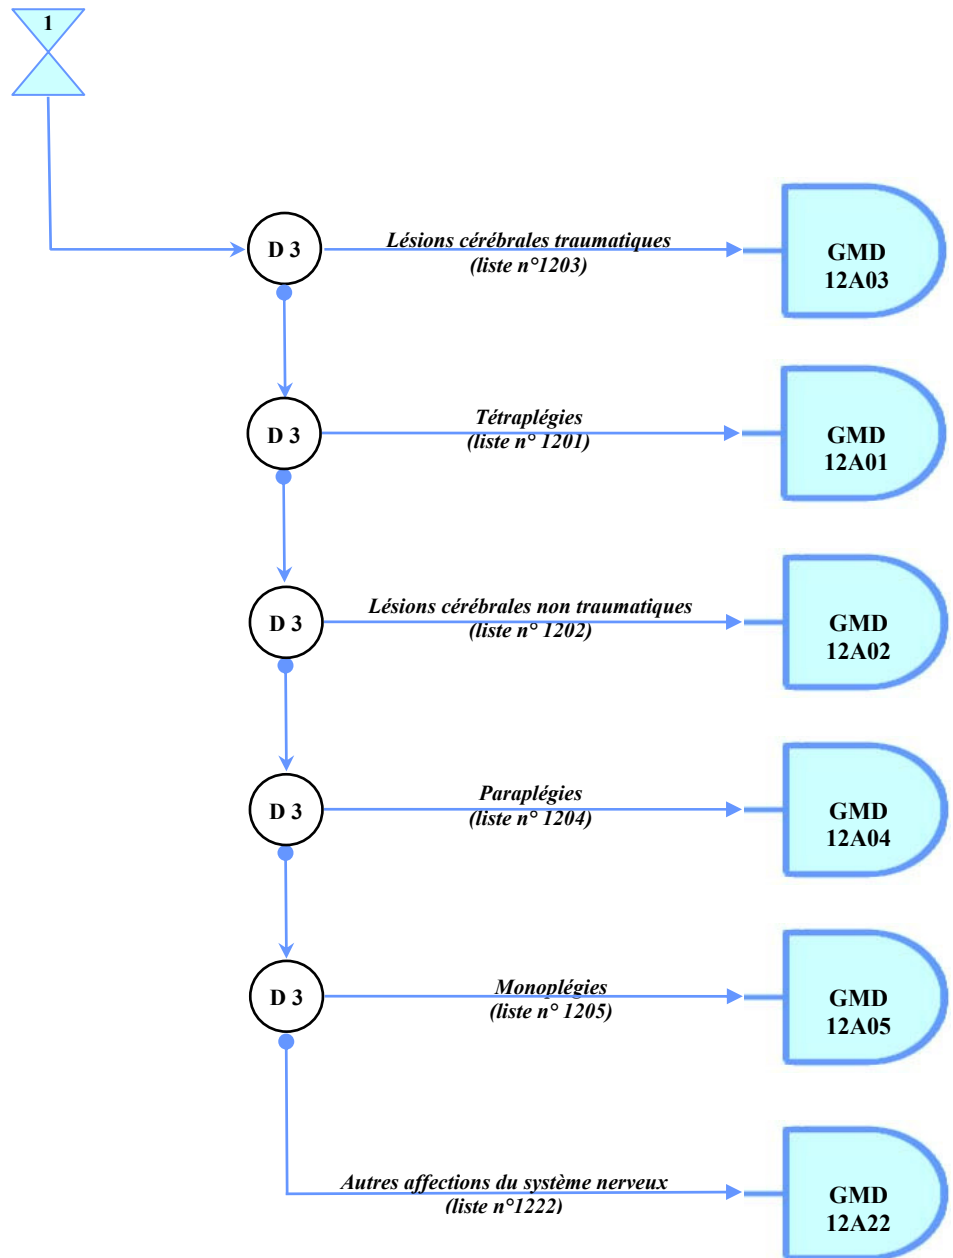 1
D 3
Lésions cérébrales traumatiques
(liste n°1203)
GMD
12A03
D 3
Tétraplégies
(liste n° 1201)
GMD
12A01
D 3
Lésions cérébrales non traumatiques
(liste n° 1202)
GMD
12A02
D 3
Paraplégies
(liste n° 1204)
GMD
12A04
D 3
Monoplégies
(liste n° 1205)
GMD
12A05
Autres affections du système nerveux
(liste n°1222)
GMD
12A22